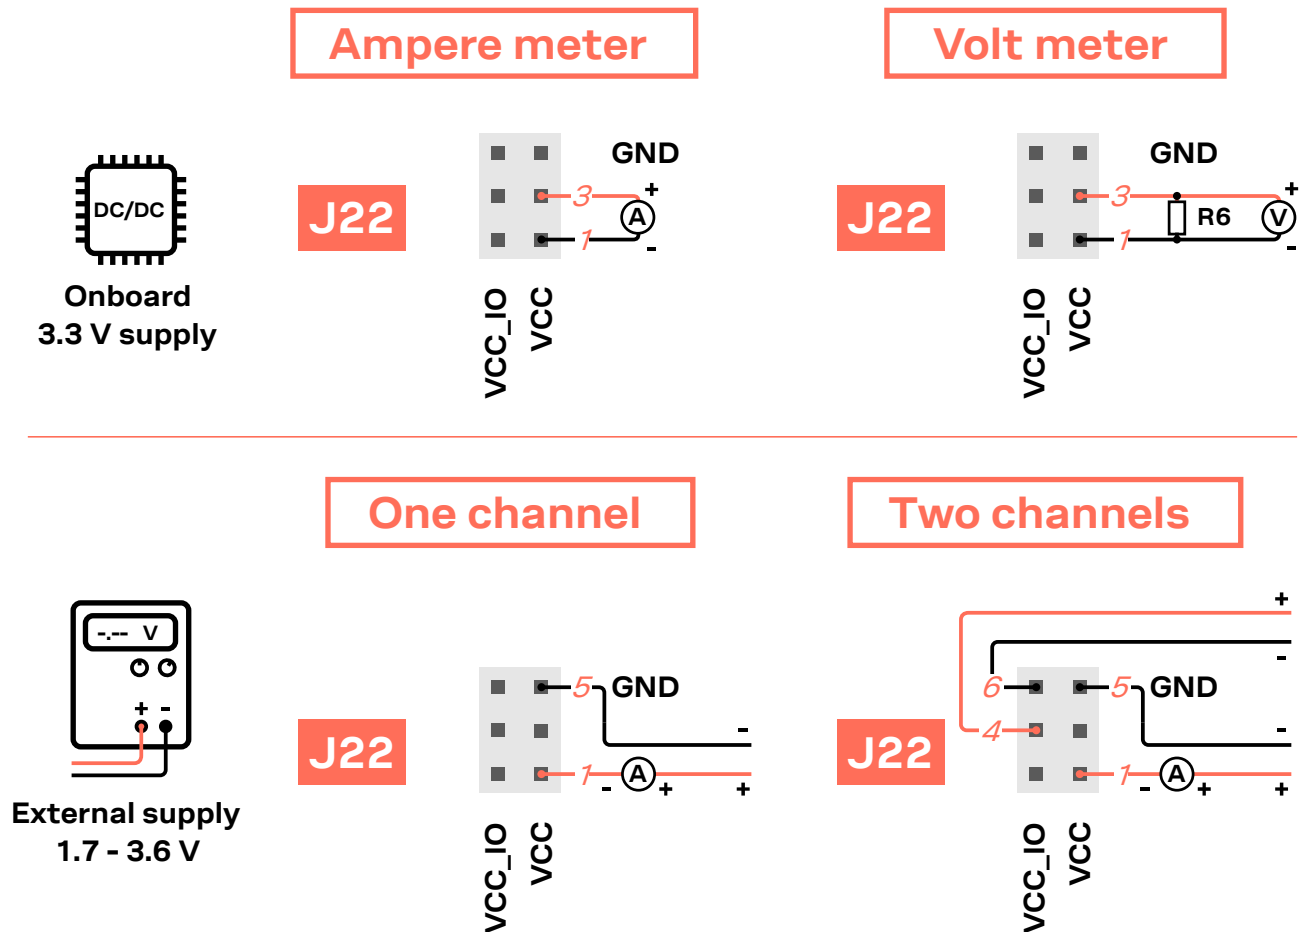 Ampere meter
Volt meter
DC/DC
Onboard
3.3 V supply
J22
GND
3
+
A
1
-
VCC_IO
VCC
J22
GND
3
+
R6
V
1
-
VCC_IO
VCC
One channel
Two channels
-.-- V
+ -
External supply
1.7 - 3.6 V
J22
5
GND
-
1
A
- +
+
VCC_IO
VCC
+
-
J22
6
5
GND
4
-
1
A
- +
+
VCC_IO
VCC